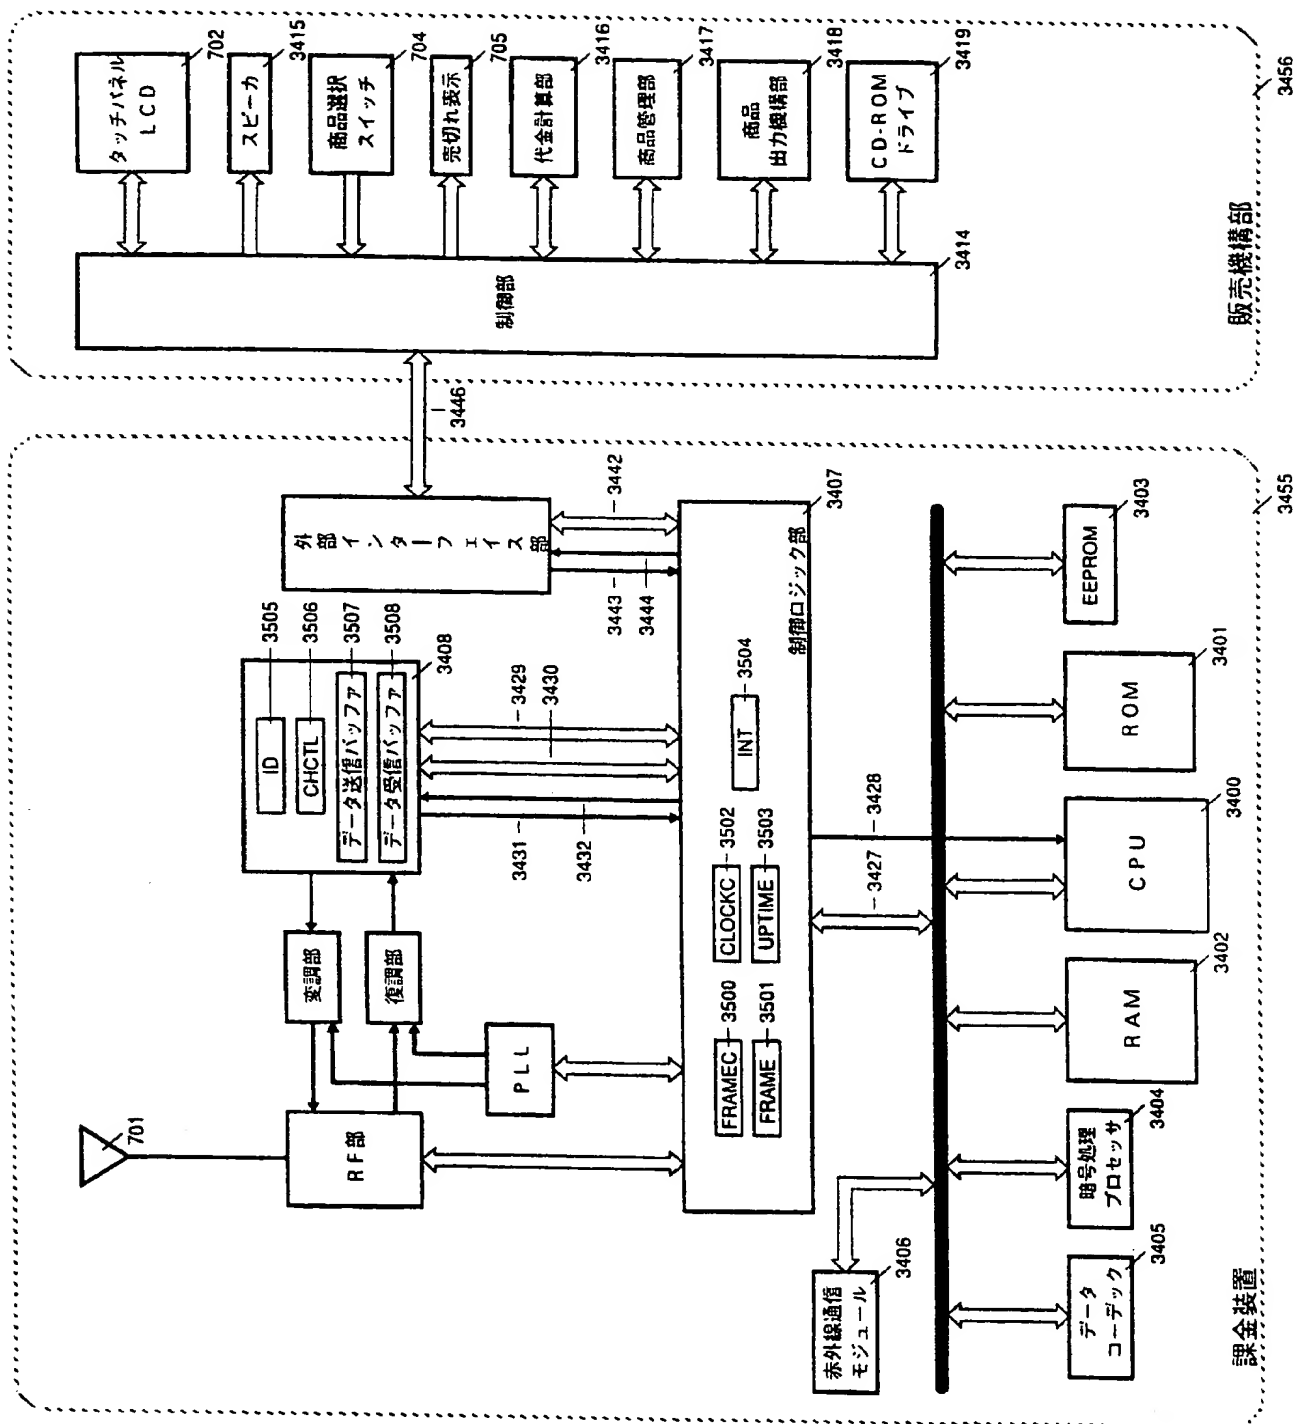 702
タッチパネル
LCD
3415
スピーカ
704
商品選択
スイッチ
705
売切れ表示
3416
代金計算部
3417
商品管理部
3418
商品
出力機構部
3419
CD-ROM
ドライブ
3414
制御部
販売機構部
3456
3446
外部インターフェイス部
3442
3443
3444
3505
ID
3506
CHCTL
3507
データ送信バッファ
3508
データ受信バッファ
3408
3429
3430
3431
3432
変調部
復調部
PLL
RF部
701
3407
制御ロジック部
3504
INT
3502
CLOCKC
3503
UPTIME
3500
FRAMEC
3501
FRAME
3428
3427
3455
3403
EEPROM
3401
ROM
3400
CPU
3402
RAM
3404
暗号処理
プロセッサ
3405
データ
コーデック
3406
赤外線通信
モジュール
課金装置